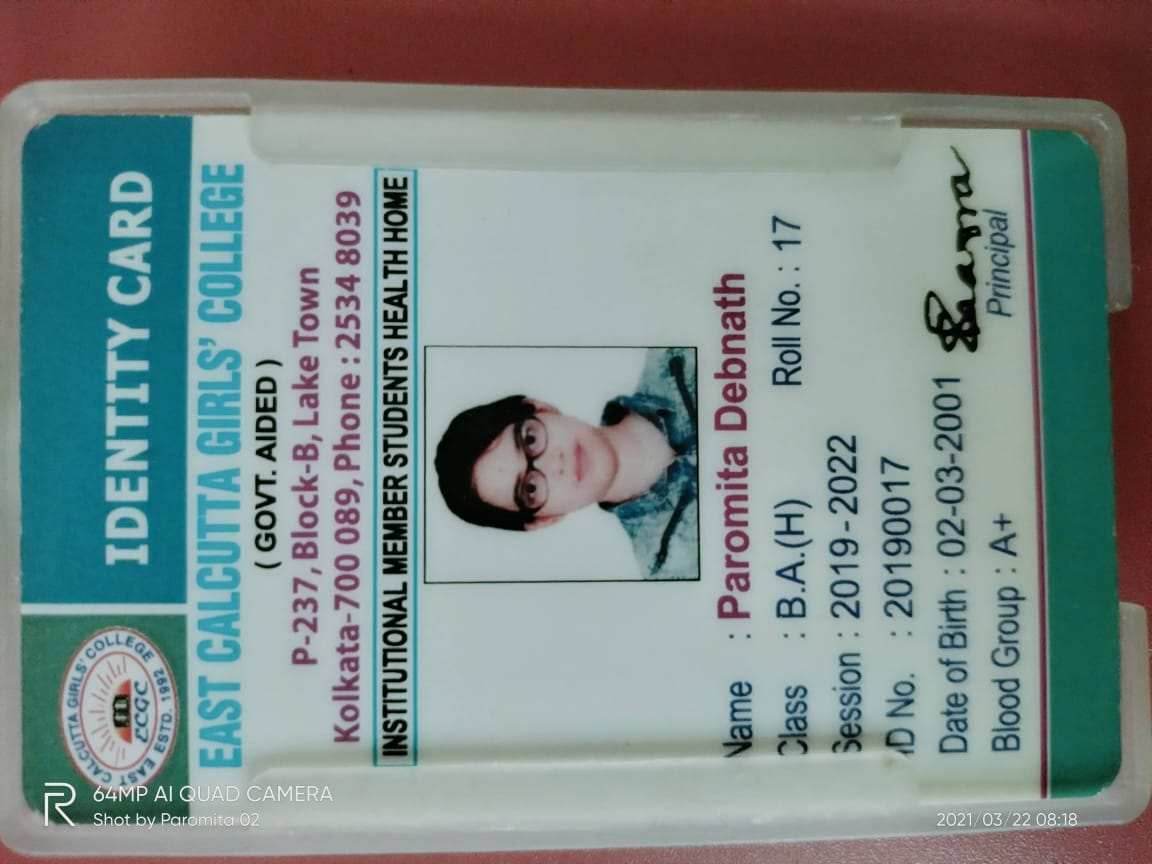 EAST CALCUTTA GIRLS' COLLEGE
ECGC
ESTD. 1992
IDENTITY CARD
EAST CALCUTTA GIRLS' COLLEGE
( GOVT. AIDED )
P-237, Block-B, Lake Town
Kolkata-700 089, Phone : 2534 8039
INSTITUTIONAL MEMBER STUDENTS HEALTH HOME
Name : Paromita Debnath
Class : B.A.(H) Roll No. : 17
Session : 2019-2022
ID No. : 20190017
Date of Birth : 02-03-2001
Blood Group : A+
Principal
64MP AI QUAD CAMERA
Shot by Paromita 02
2021/03/22 08:18